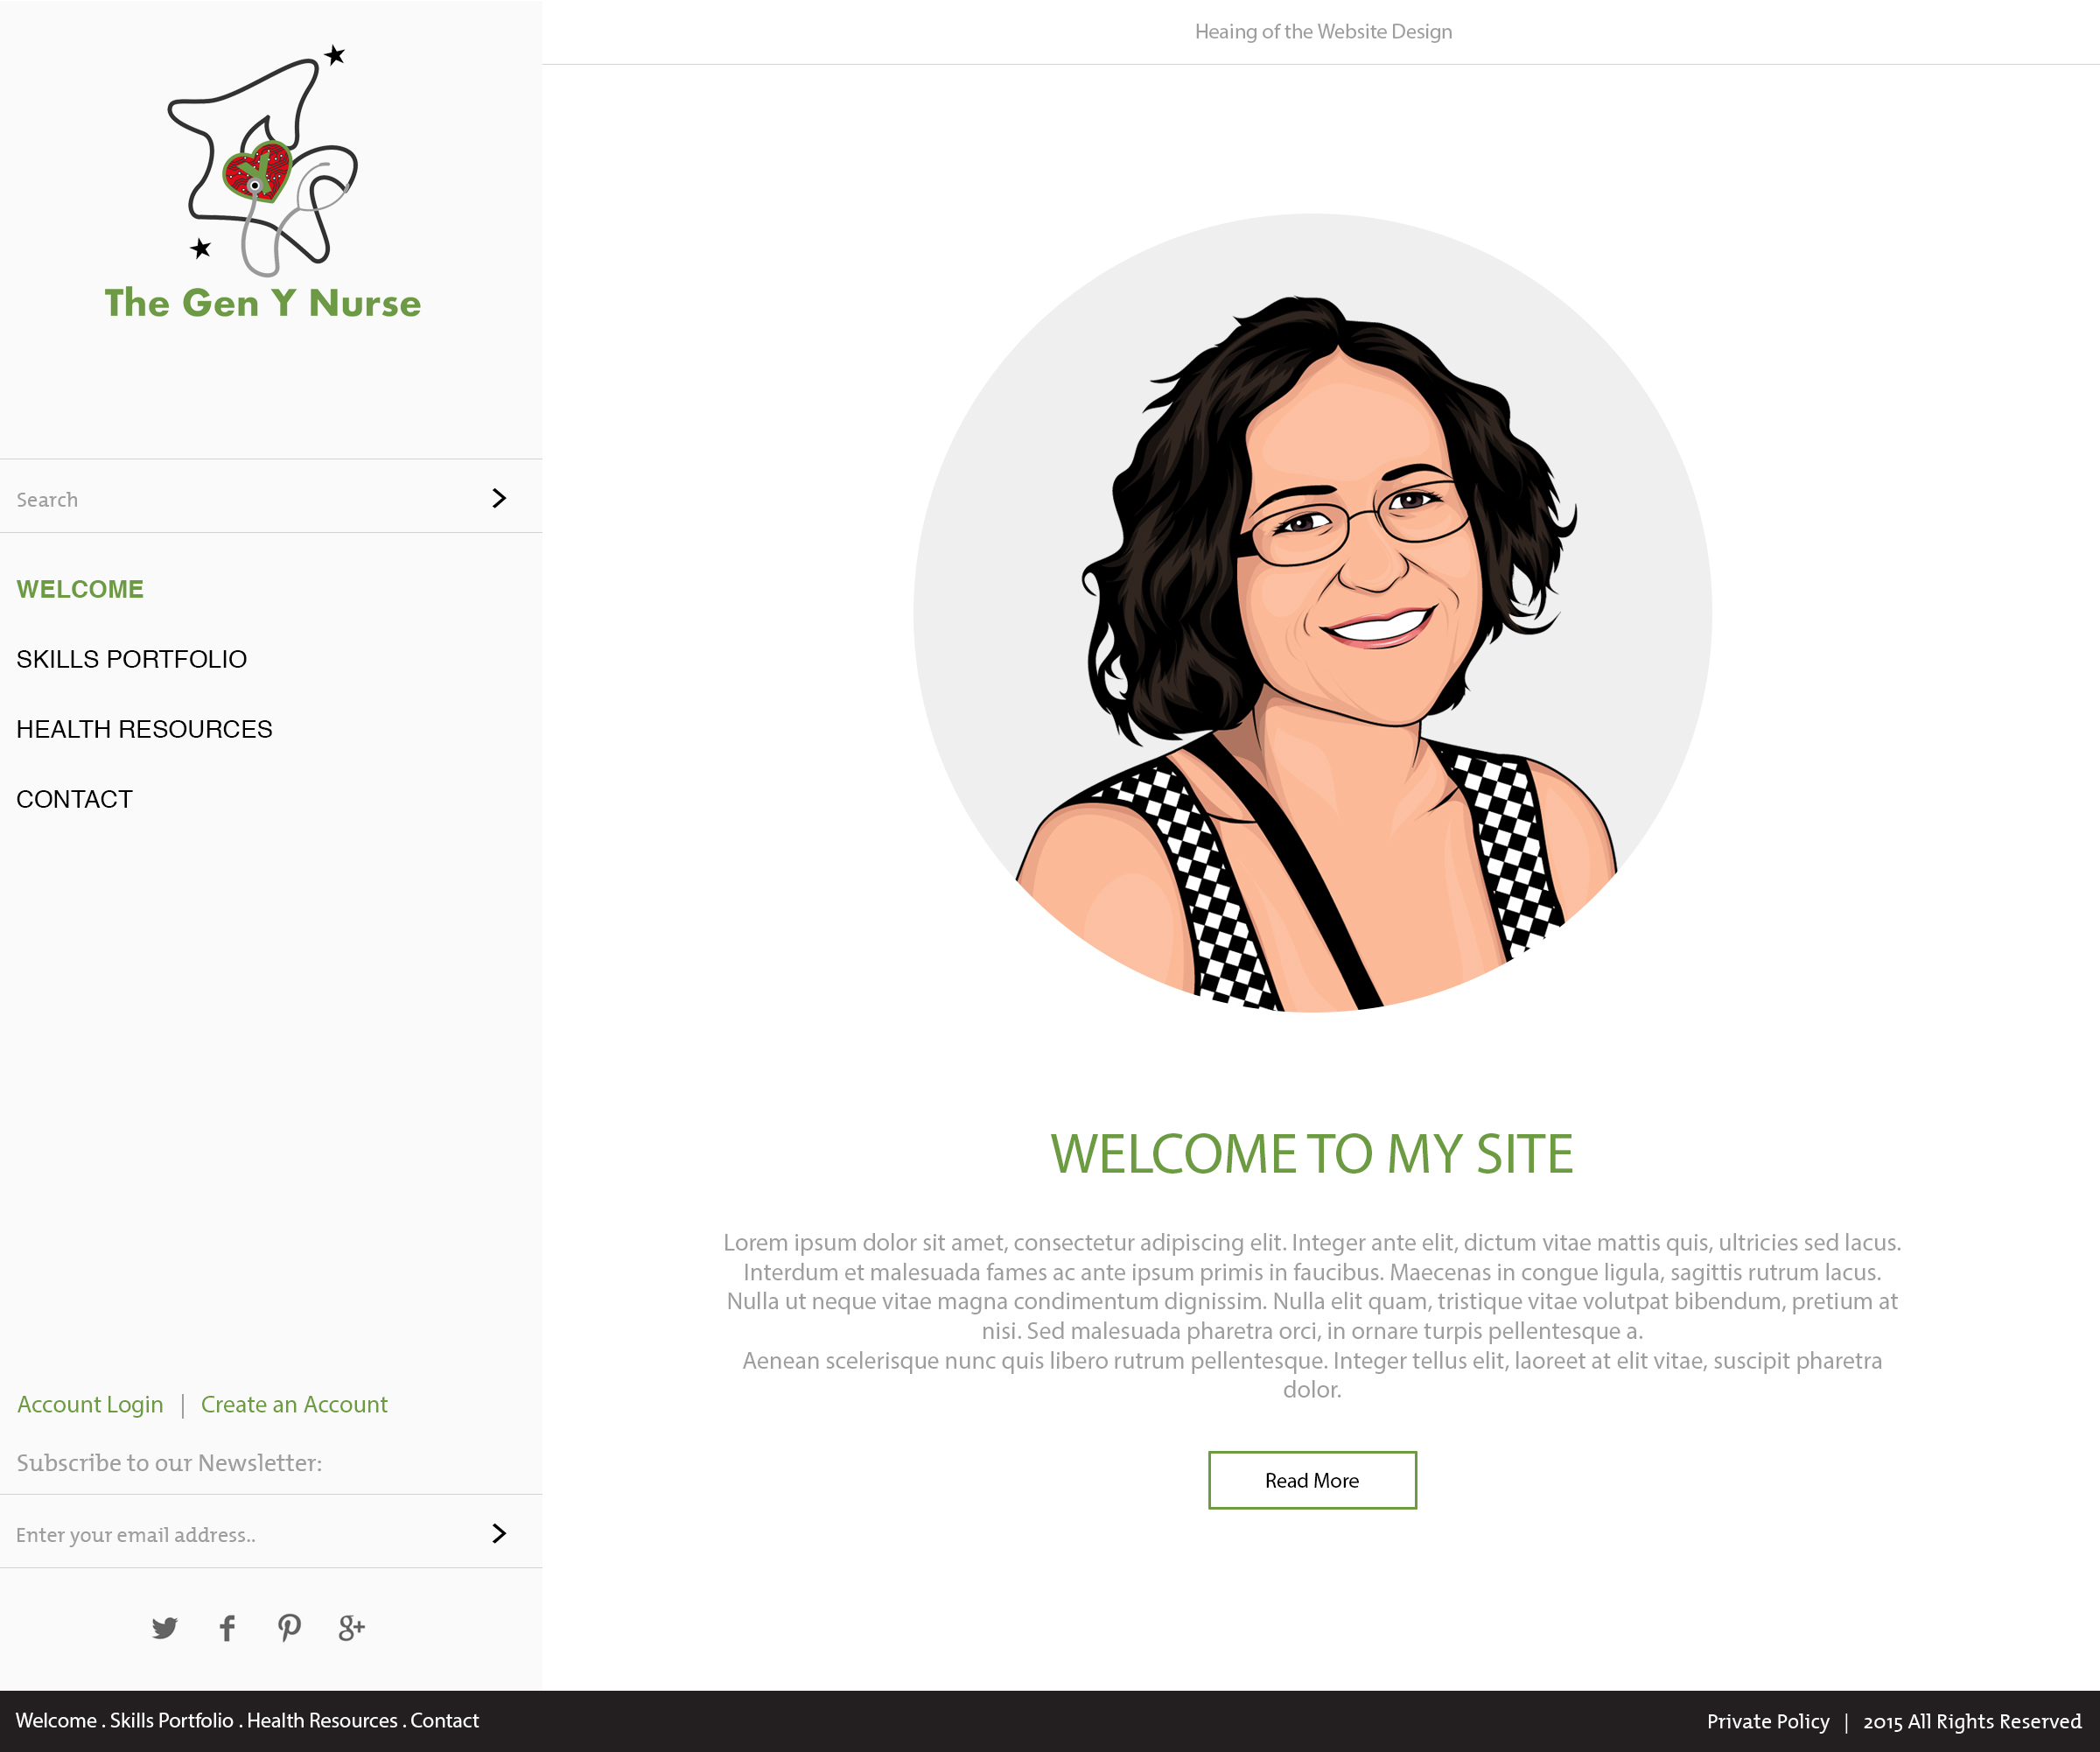 Heaing of the Website Design
Y
The Gen Y Nurse
Search
WELCOME
SKILLS PORTFOLIO
HEALTH RESOURCES
CONTACT
WELCOME TO MY SITE
Lorem ipsum dolor sit amet, consectetur adipiscing elit. Integer ante elit, dictum vitae mattis quis, ultricies sed lacus.
Interdum et malesuada fames ac ante ipsum primis in faucibus. Maecenas in congue ligula, sagittis rutrum lacus.
Nulla ut neque vitae magna condimentum dignissim. Nulla elit quam, tristique vitae volutpat bibendum, pretium at
nisi. Sed malesuada pharetra orci, in ornare turpis pellentesque a.
Aenean scelerisque nunc quis libero rutrum pellentesque. Integer tellus elit, laoreet at elit vitae, suscipit pharetra
dolor.
Read More
Account Login | Create an Account
Subscribe to our Newsletter:
Enter your email address..
Welcome . Skills Portfolio . Health Resources . Contact
Private Policy | 2015 All Rights Reserved